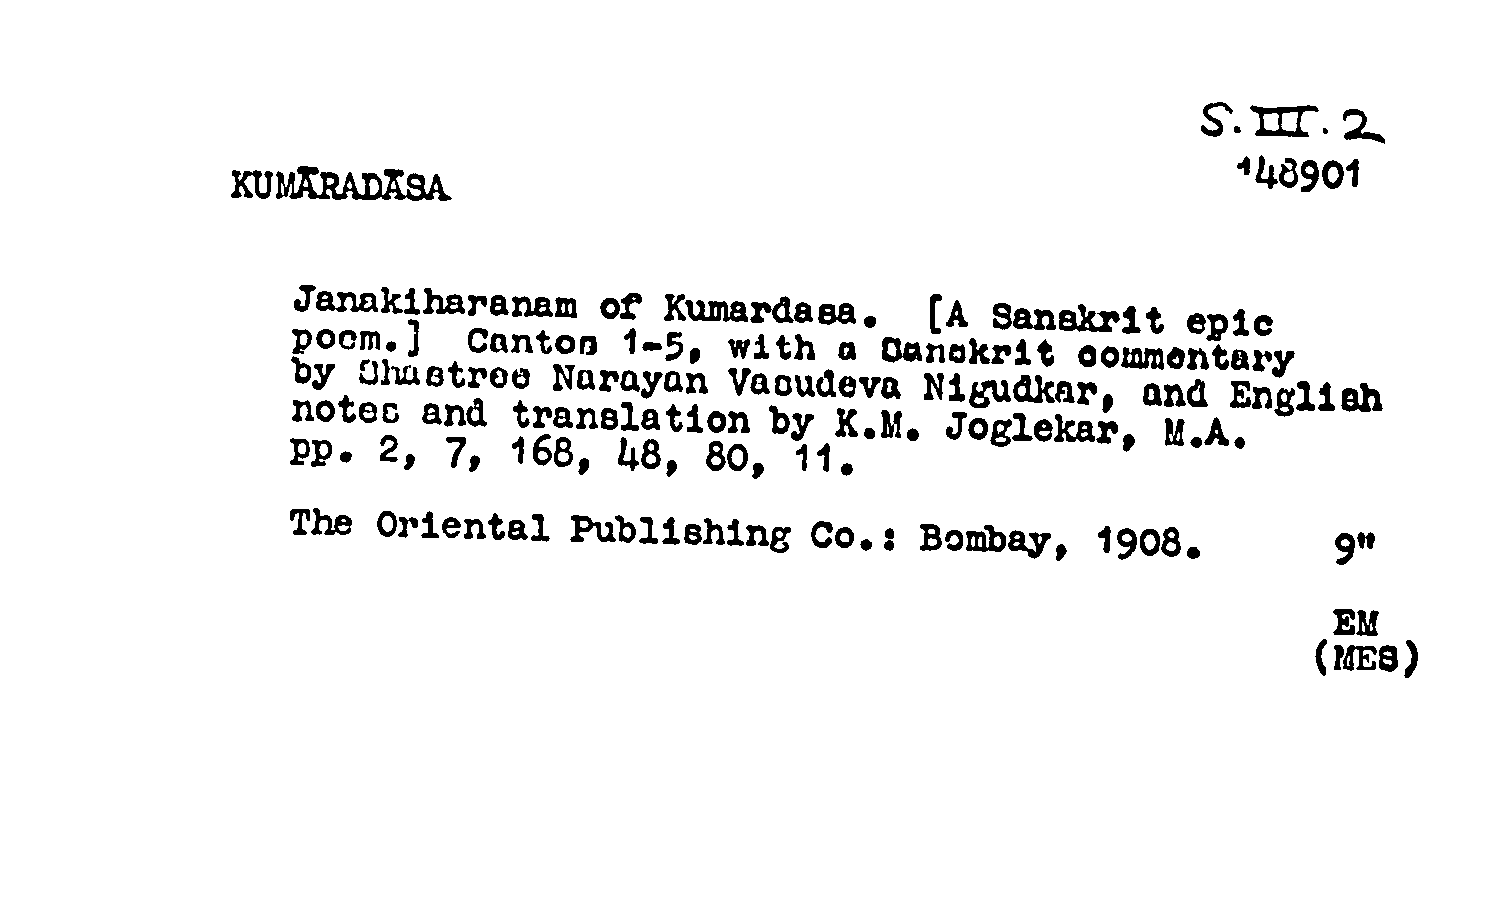 S.III.2
148901
KUMĀRADĀSA
Janakiharanam of Kumardasa. [A Sanskrit epic
poem.] Cantos 1-5, with a Sanskrit commentary
by Shastree Narayan Vasudeva Nigudkar, and English
notes and translation by K.M. Joglekar, M.A.
pp. 2, 7, 168, 48, 80, 11.
The Oriental Publishing Co.: Bombay, 1908. 9"
EM
(MES)